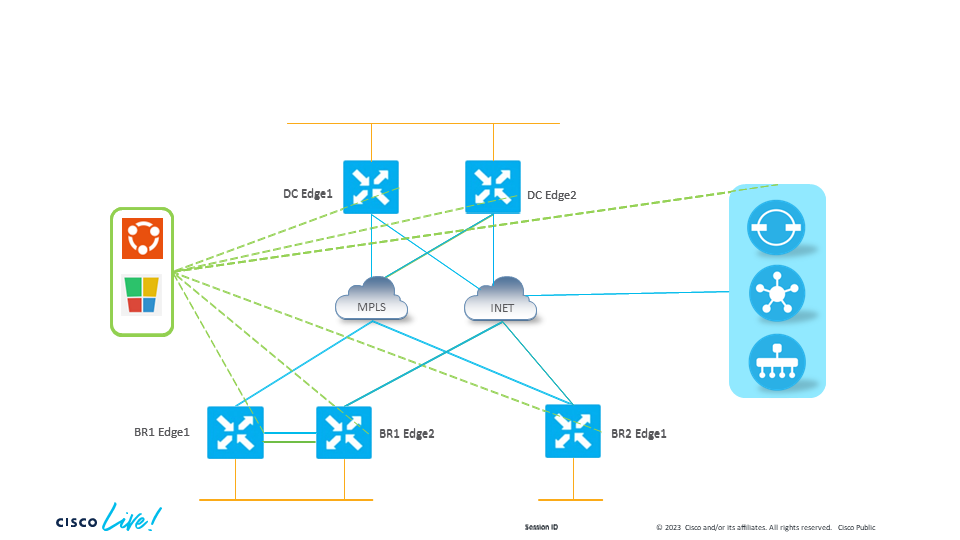 DC Edge1
DC Edge2
MPLS
INET
BR1 Edge1
BR1 Edge2
BR2 Edge1
CISCO Live!
Session ID
© 2023 Cisco and/or its affiliates. All rights reserved. Cisco Public